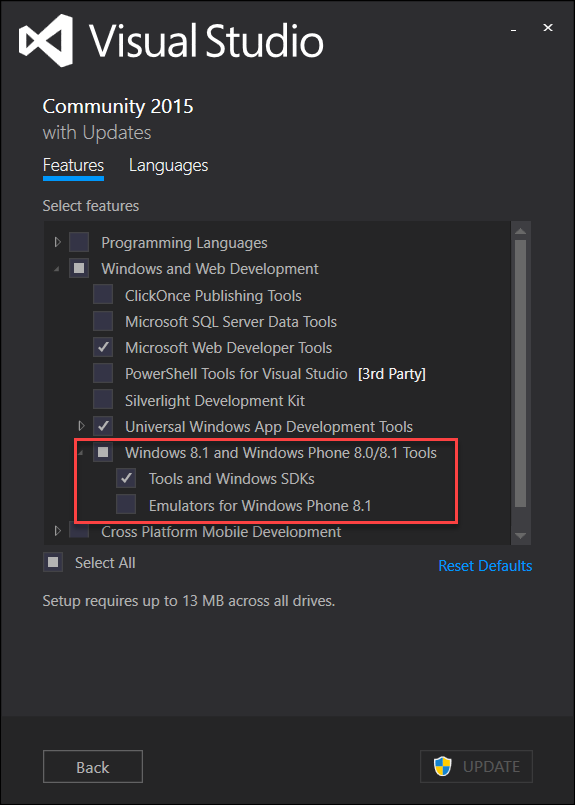 Visual Studio
Community 2015
with Updates
Features Languages
Select features
Programming Languages
Windows and Web Development
ClickOnce Publishing Tools
Microsoft SQL Server Data Tools
Microsoft Web Developer Tools
PowerShell Tools for Visual Studio [3rd Party]
Silverlight Development Kit
Universal Windows App Development Tools
Windows 8.1 and Windows Phone 8.0/8.1 Tools
Tools and Windows SDKs
Emulators for Windows Phone 8.1
Cross Platform Mobile Development
Select All Reset Defaults
Setup requires up to 13 MB across all drives.
Back UPDATE